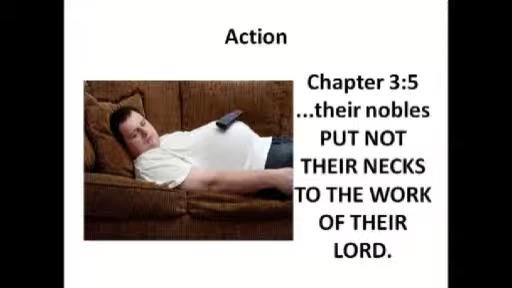 Action
Chapter 3:5
...their nobles
PUT NOT
THEIR NECKS
TO THE WORK
OF THEIR
LORD.